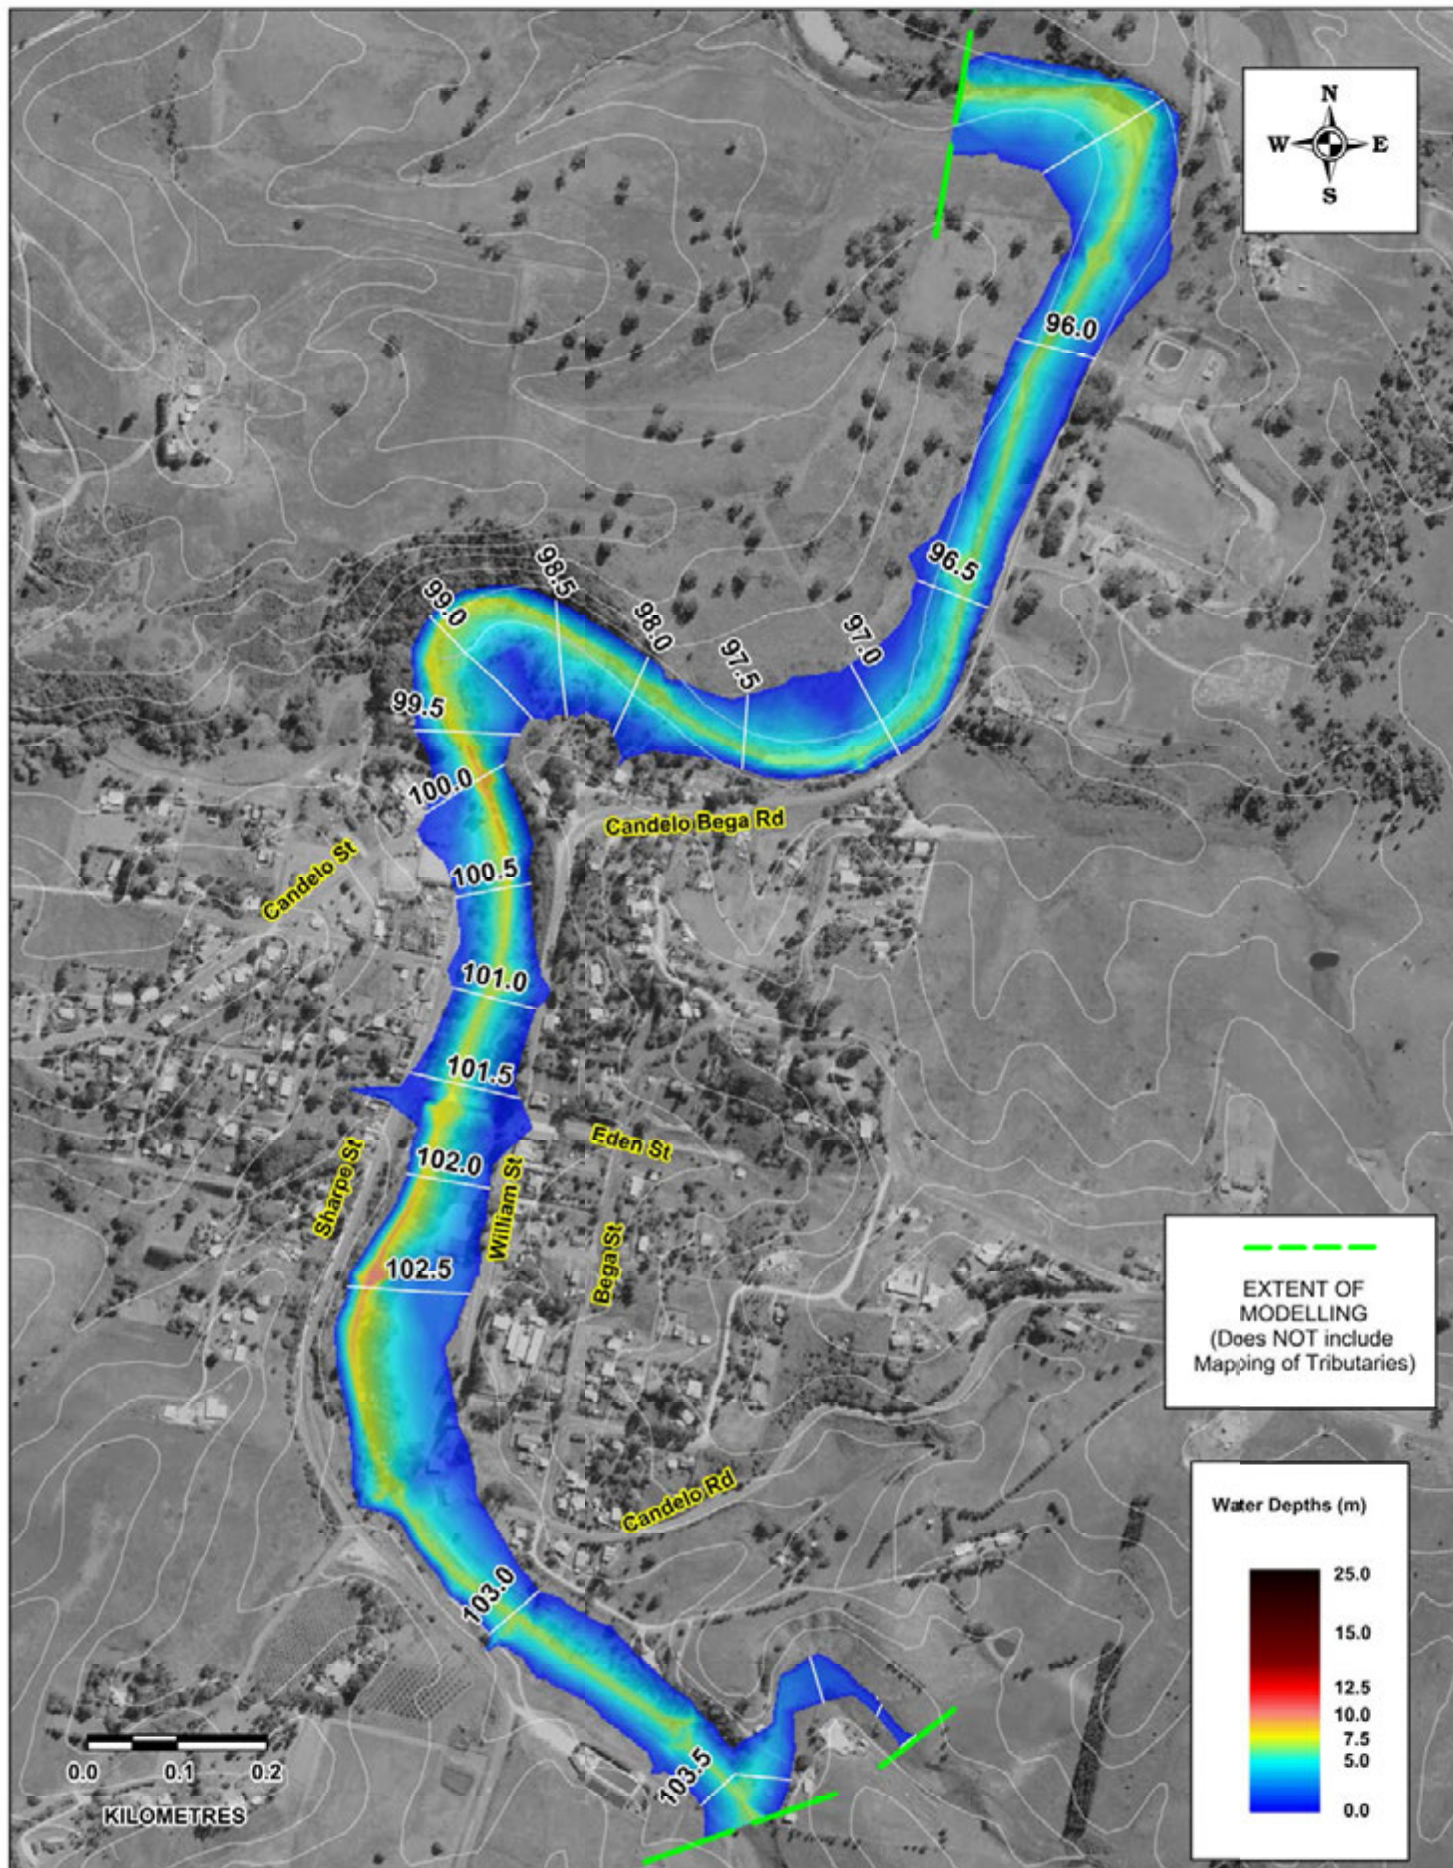 N
W E
S
96.0
96.5
97.0
97.5
98.0
98.5
99.0
99.5
100.0
Candelo Bega Rd
Candelo St
100.5
101.0
101.5
Eden St
102.0
Sharpe St
William St
Bega St
102.5
EXTENT OF
MODELLING
(Does NOT include
Mapping of Tributaries)
Candelo Rd
103.0
103.5
0.0 0.1 0.2
KILOMETRES
Water Depths (m)
25.0
15.0
12.5
10.0
7.5
5.0
0.0